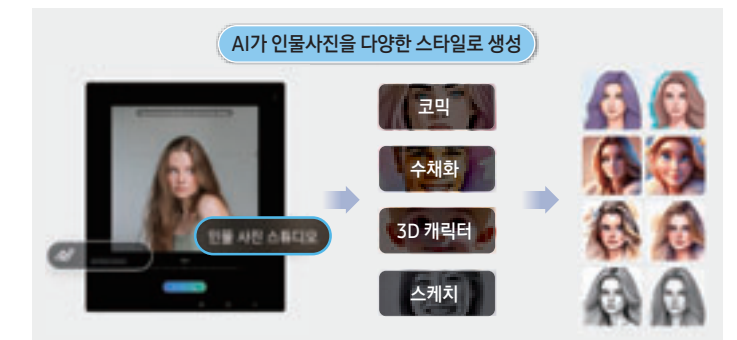 AI가 인물사진을 다양한 스타일로 생성
코믹
수채화
인물 사진 스튜디오
3D 캐릭터
스케치